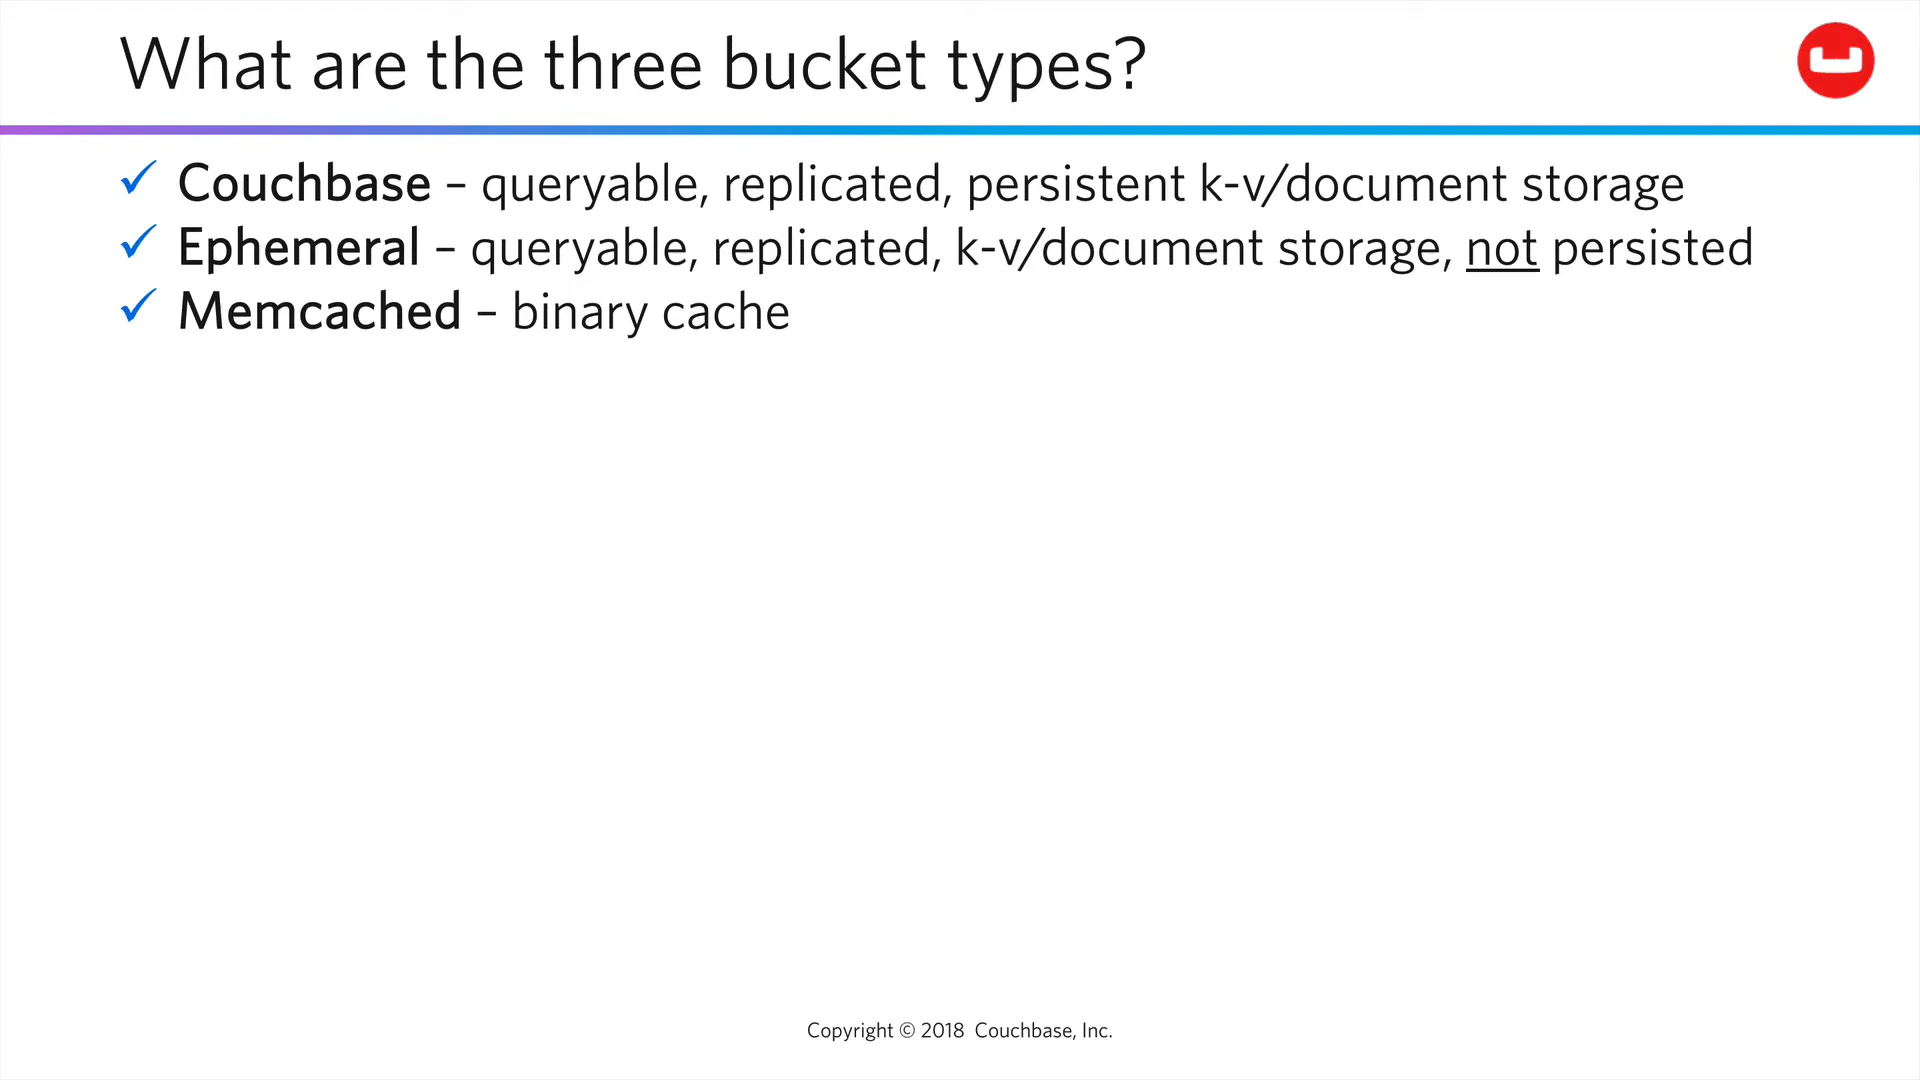 What are the three bucket types?
✓ Couchbase – queryable, replicated, persistent k-v/document storage
✓ Ephemeral – queryable, replicated, k-v/document storage, not persisted
✓ Memcached – binary cache
Copyright © 2018 Couchbase, Inc.